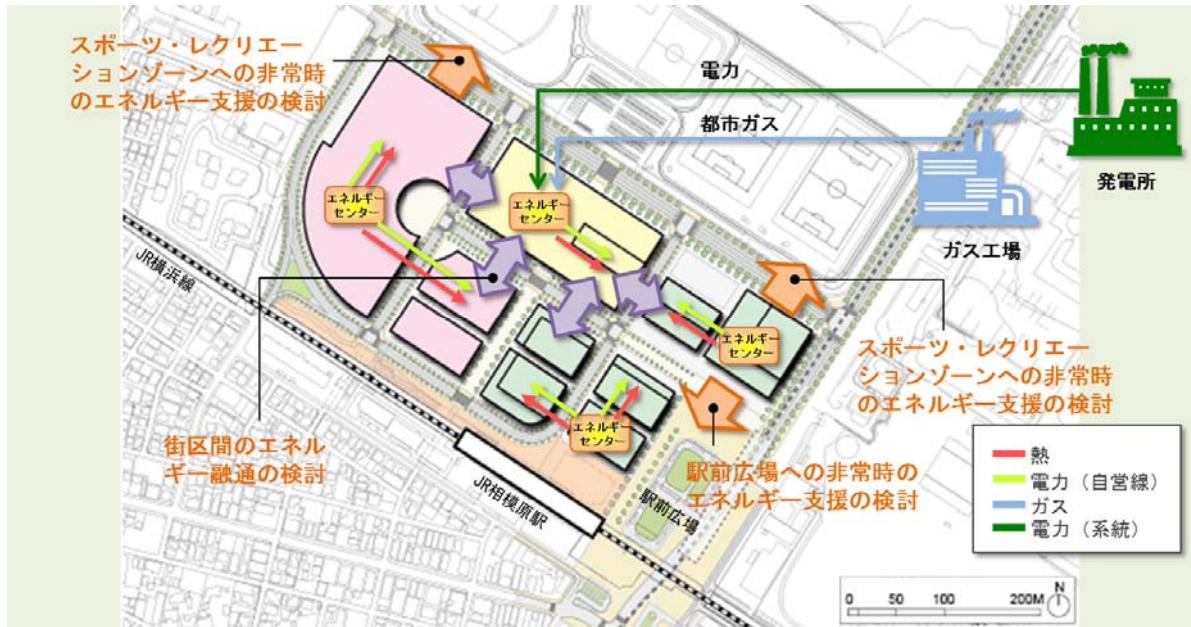 スポーツ・レクリエー
ションゾーンへの非常時
のエネルギー支援の検討
電力
都市ガス
発電所
ガス工場
エネルギー
センター
エネルギー
センター
JR横浜線
エネルギー
センター
スポーツ・レクリエー
ションゾーンへの非常時
のエネルギー支援の検討
エネルギー
センター
街区間のエネル
ギー融通の検討
駅前広場への非常時の
エネルギー支援の検討
JR相模原駅
駅前広場
熱
電力（自営線）
ガス
電力（系統）
0 50 100 200M
N